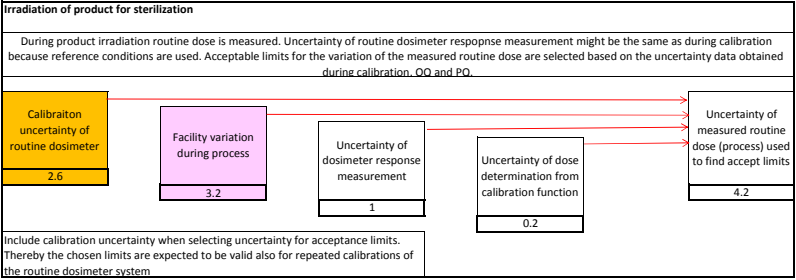 Irradiation of product for sterilization
During product irradiation routine dose is measured. Uncertainty of routine dosimeter respopnse measurement might be the same as during calibration
because reference conditions are used. Acceptable limits for the variation of the measured routine dose are selected based on the uncertainty data obtained
during calibration, OQ and PQ.
Calibraiton
uncertainty of
routine dosimeter
2.6
Facility variation
during process
3.2
Uncertainty of
dosimeter response
measurement
1
Uncertainty of dose
determination from
calibration function
0.2
Uncertainty of
measured routine
dose (process) used
to find accept limits
4.2
Include calibration uncertainty when selecting uncertainty for acceptance limits.
Thereby the chosen limits are expected to be valid also for repeated calibrations of
the routine dosimeter system